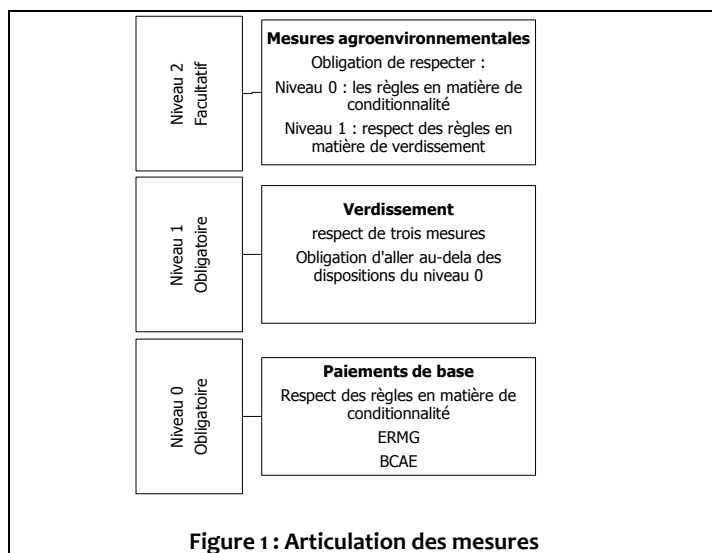 Niveau 2
Facultatif
Mesures agroenvironnementales
Obligation de respecter :
Niveau 0 : les règles en matière de
conditionnalité
Niveau 1 : respect des règles en
matière de verdissement
Niveau 1
Obligatoire
Verdissement
respect de trois mesures
Obligation d'aller au-dela des
dispositions du niveau 0
Niveau 0
Obligatoire
Paiements de base
Respect des règles en matière de
conditionnalité
ERMG
BCAE
Figure 1 : Articulation des mesures